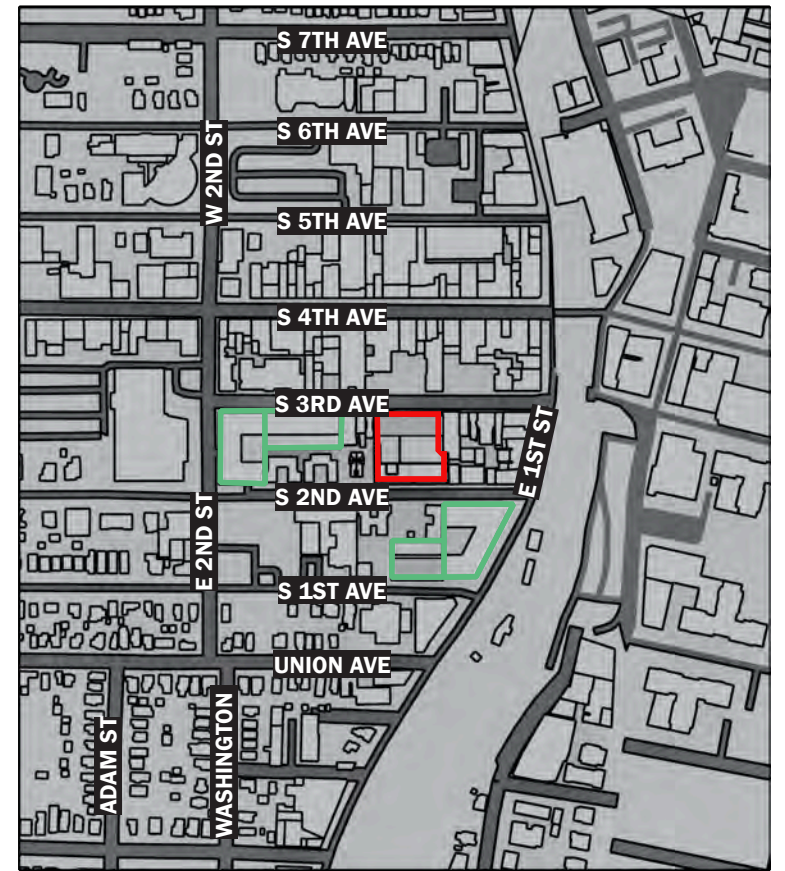 S 7TH AVE
S 6TH AVE
W 2ND ST
S 5TH AVE
S 4TH AVE
S 3RD AVE
E 1ST ST
S 2ND AVE
E 2ND ST
S 1ST AVE
UNION AVE
ADAM ST
WASHINGTON